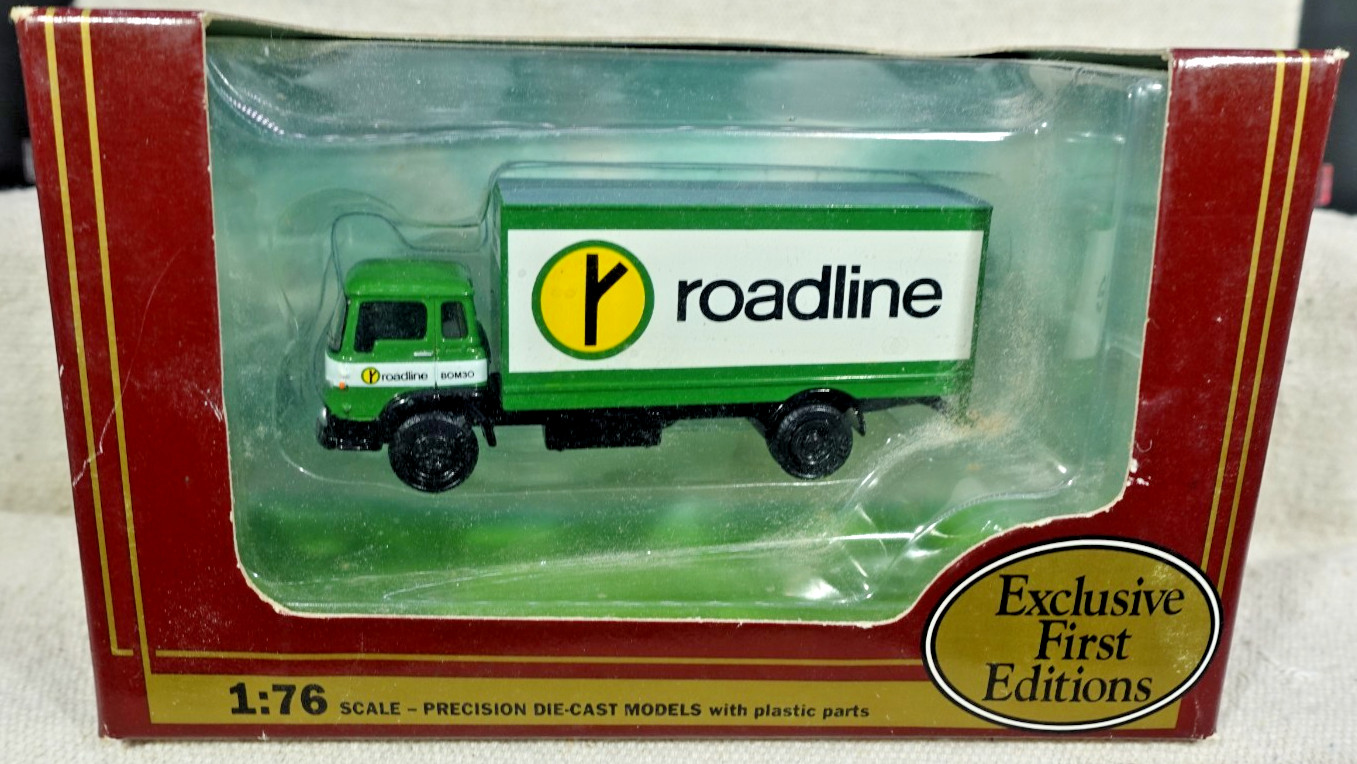 roadline
roadline BOM30
Exclusive
First
Editions
1:76 SCALE – PRECISION DIE-CAST MODELS with plastic parts